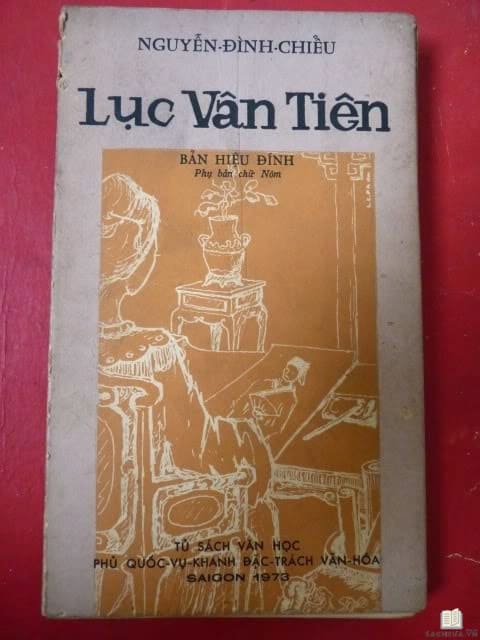 NGUYỄN-ĐÌNH-CHIỀU
Lục Vân Tiên
BẢN HIỆU ĐÍNH
Phụ bản chữ Nôm
TỦ SÁCH VĂN HỌC
PHỦ QUỐC-VỤ-KHANH ĐẶC-TRÁCH VĂN-HÓA
SAIGON 1973